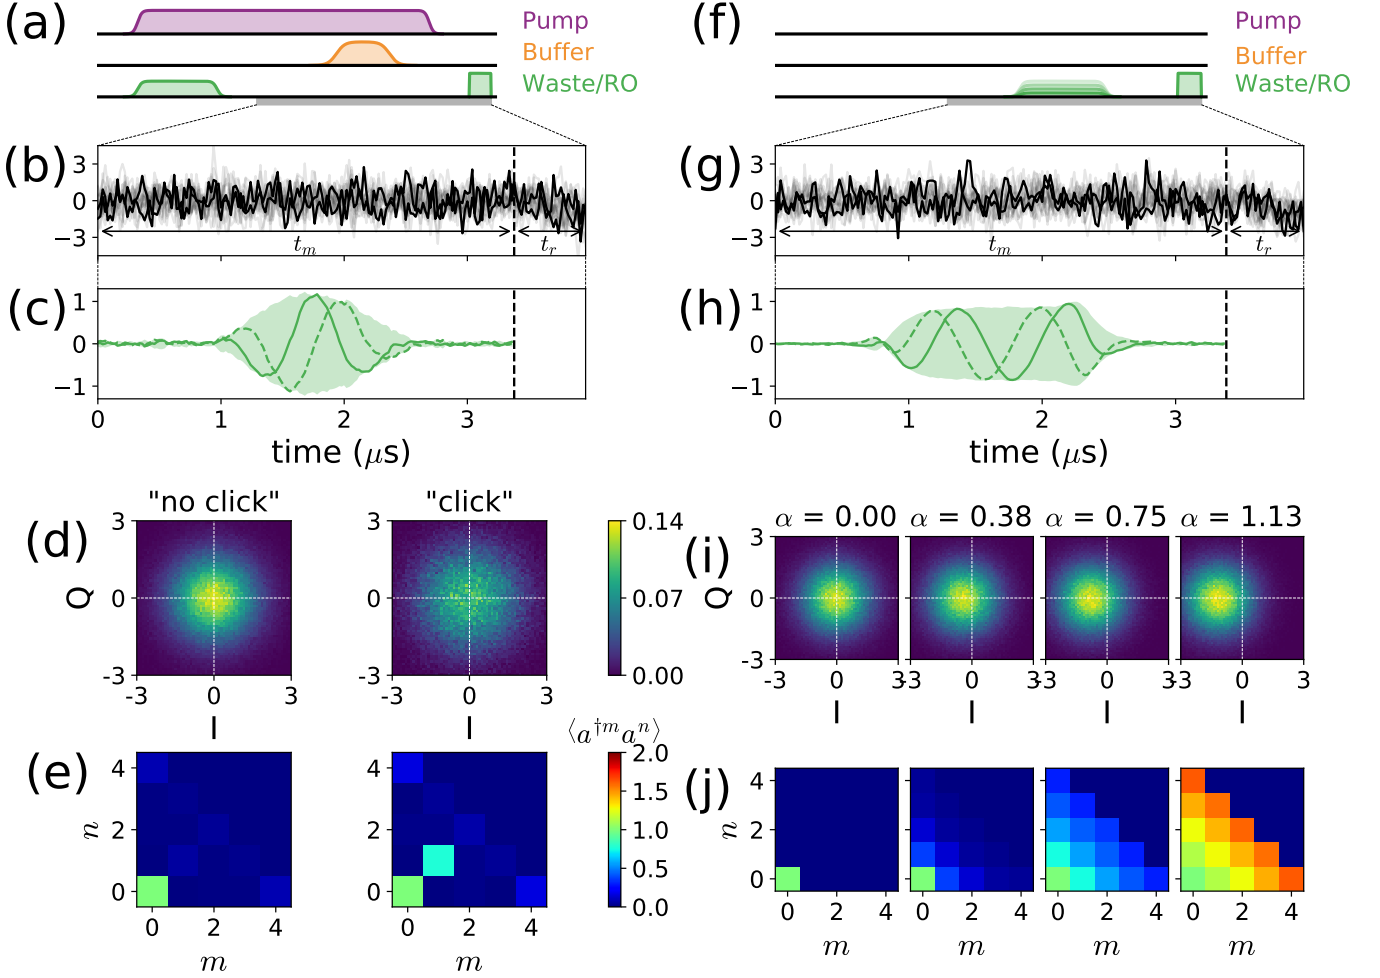 (a)
Pump
Buffer
Waste/RO
(b)
3
0
−3
t_m
t_r
(c)
1
0
−1
0 1 2 3
time (μs)
(d)
"no click" "click"
3
0
-3
Q
-3 0 3
I
3
0
-3
-3 0 3
I
0.14
0.07
0.00
(e)
4
2
0
n
0 2 4
m
4
2
0
0 2 4
m
⟨a^{†m} a^n⟩
2.0
1.5
1.0
0.5
0.0
(f)
Pump
Buffer
Waste/RO
(g)
3
0
−3
t_m
t_r
(h)
1
0
−1
0 1 2 3
time (μs)
(i)
α = 0.00 α = 0.38 α = 0.75 α = 1.13
3
0
-3
Q
-3 0 3
-3 0 3
-3 0 3
-3 0 3
I I I I
(j)
4
2
0
n
0 2 4 0 2 4 0 2 4 0 2 4
m m m m